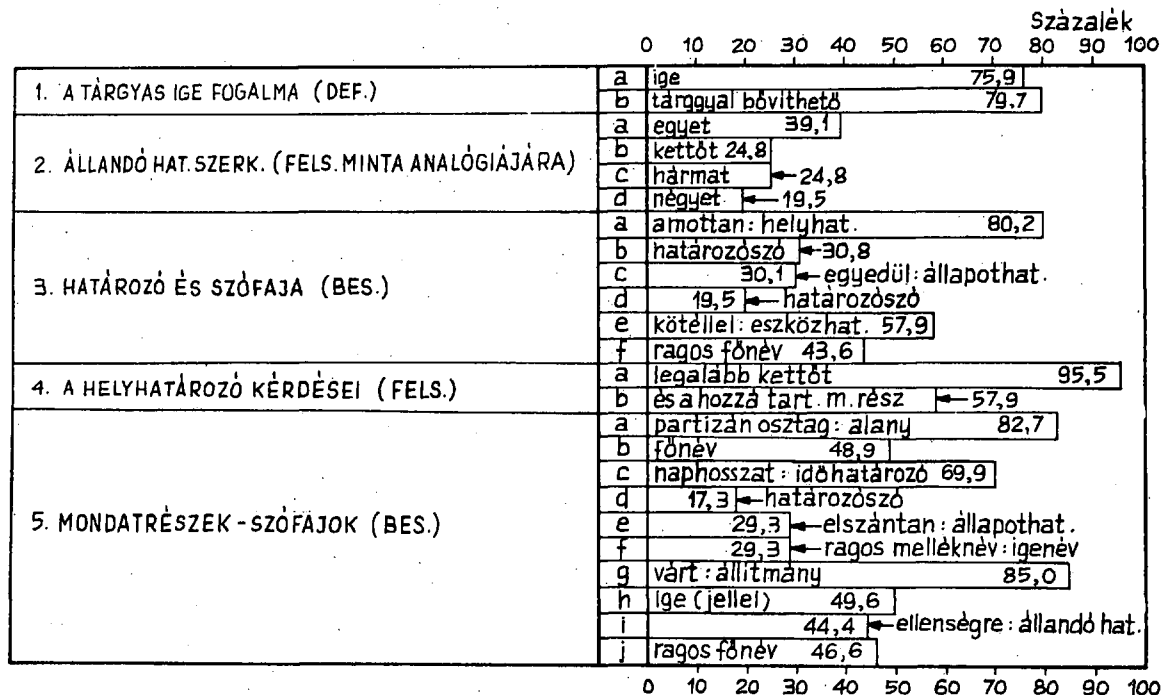 Százalék
0 10 20 30 40 50 60 70 80 90 100
1. A TÁRGYAS IGE FOGALMA (DEF.)
a ige 75,9
b tárggyal bővíthető 79.7
2. ÁLLANDÓ HAT. SZERK. (FELS. MINTA ANALÓGIÁJÁRA)
a egyet 39,1
b kettőt 24,8
c hármat 24,8
d négyet 19,5
3. HATÁROZÓ ÉS SZÓFAJA (BES.)
a amottan: helyhat. 80,2
b határozószó 30,8
c 30,1 egyedül: állapothat.
d 19,5 határozószó
e kötéllel: eszközhat. 57,9
f ragos főnév 43,6
4. A HELYHATÁROZÓ KÉRDÉSEI (FELS.)
a legalább kettőt 95,5
b és a hozzá tart. m. rész 57,9
5. MONDATRÉSZEK - SZÓFAJOK (BES.)
a partizán osztag: alany 82,7
b főnév 48,9
c naphosszat: időhatározó 69,9
d 17,3 határozószó
e 29,3 elszántan: állapothat.
f 29,3 ragos melléknév: igenév
g várt: állítmány 85,0
h ige (jellel) 49,6
i 44,4 ellenségre: állandó hat.
j ragos főnév 46,6
0 10 20 30 40 50 60 70 80 90 100